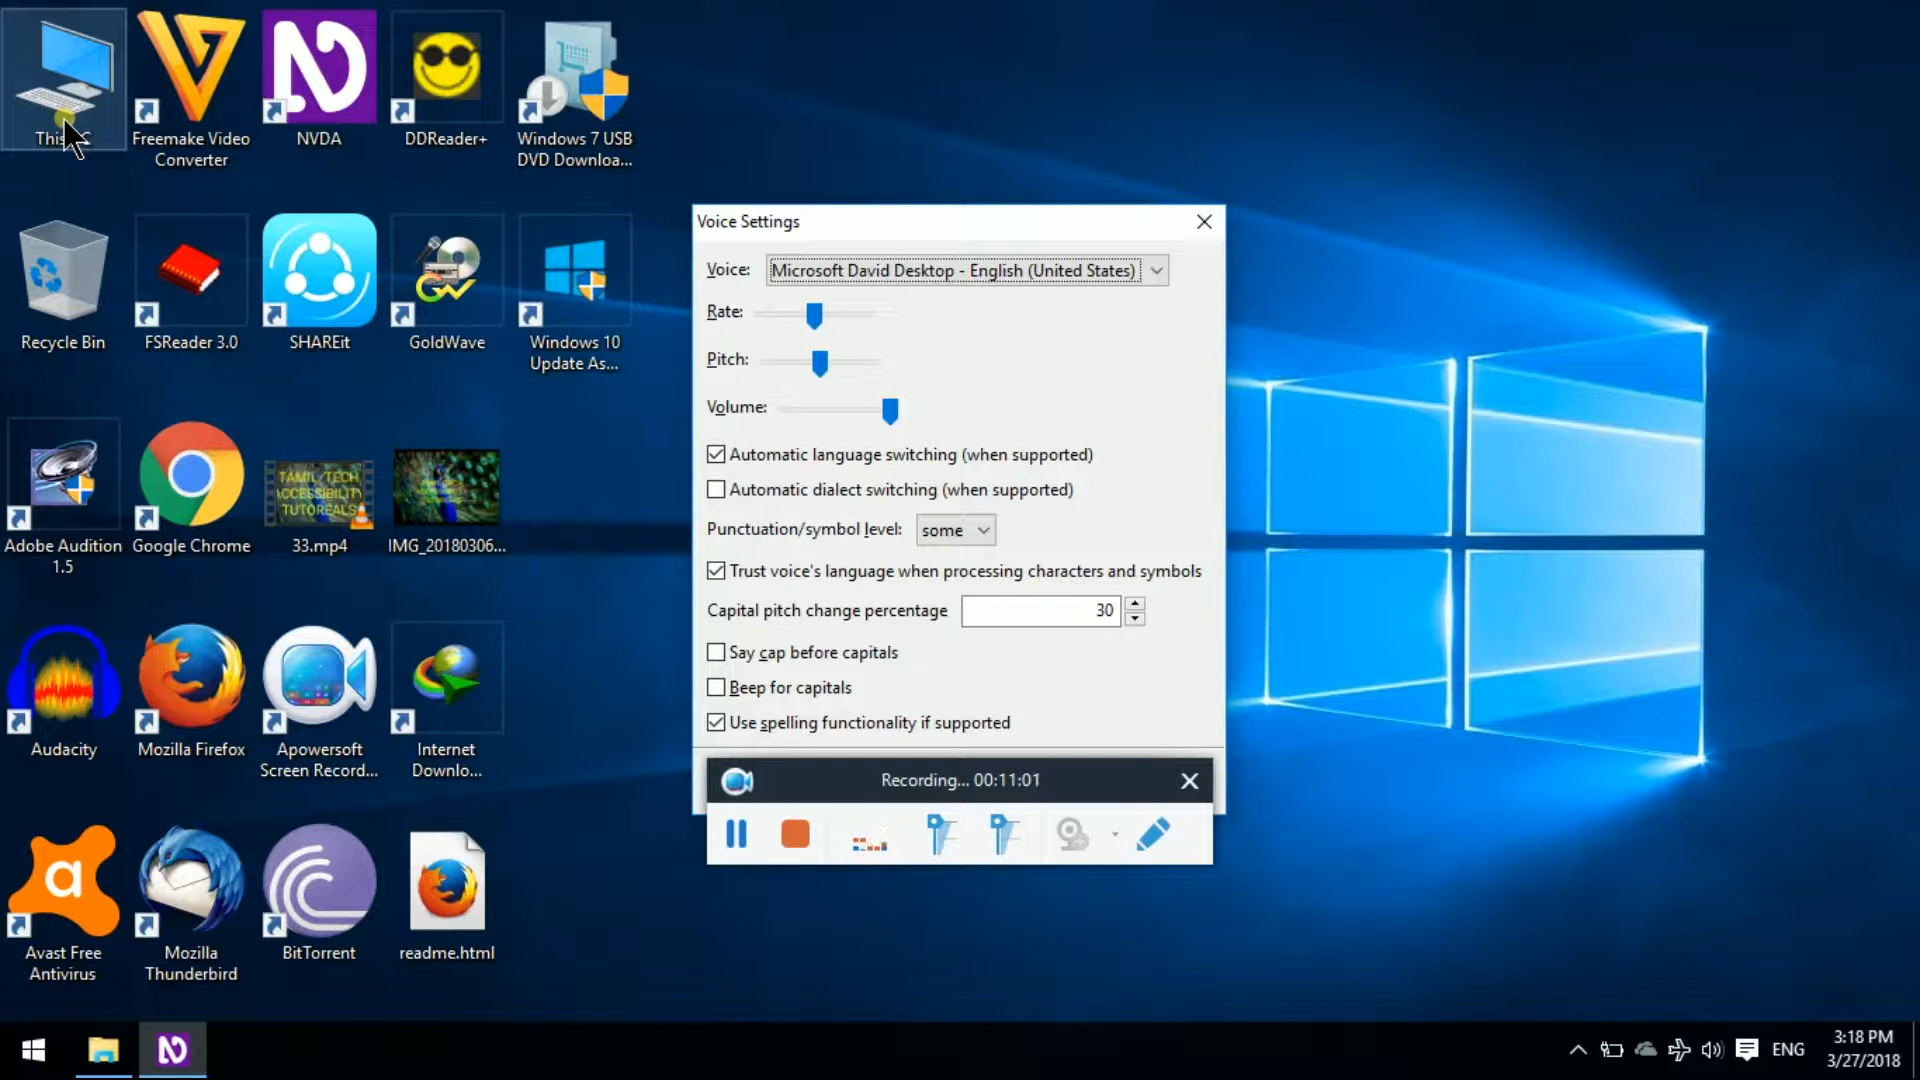 This C
Freemake Video
Converter
NVDA
DDReader+
Windows 7 USB
DVD Downloa...
Recycle Bin
FSReader 3.0
SHAREit
GoldWave
Windows 10
Update As...
Adobe Audition
1.5
Google Chrome
TAMIL TECH
ACCESSIBILITY
TUTOREALS
33.mp4
IMG_20180306...
Audacity
Mozilla Firefox
Apowersoft
Screen Record...
Internet
Downlo...
Avast Free
Antivirus
Mozilla
Thunderbird
BitTorrent
readme.html
Voice Settings
Voice: Microsoft David Desktop - English (United States)
Rate:
Pitch:
Volume:
Automatic language switching (when supported)
Automatic dialect switching (when supported)
Punctuation/symbol level: some
Trust voice's language when processing characters and symbols
Capital pitch change percentage 30
Say cap before capitals
Beep for capitals
Use spelling functionality if supported
Recording... 00:11:01
ENG
3:18 PM
3/27/2018